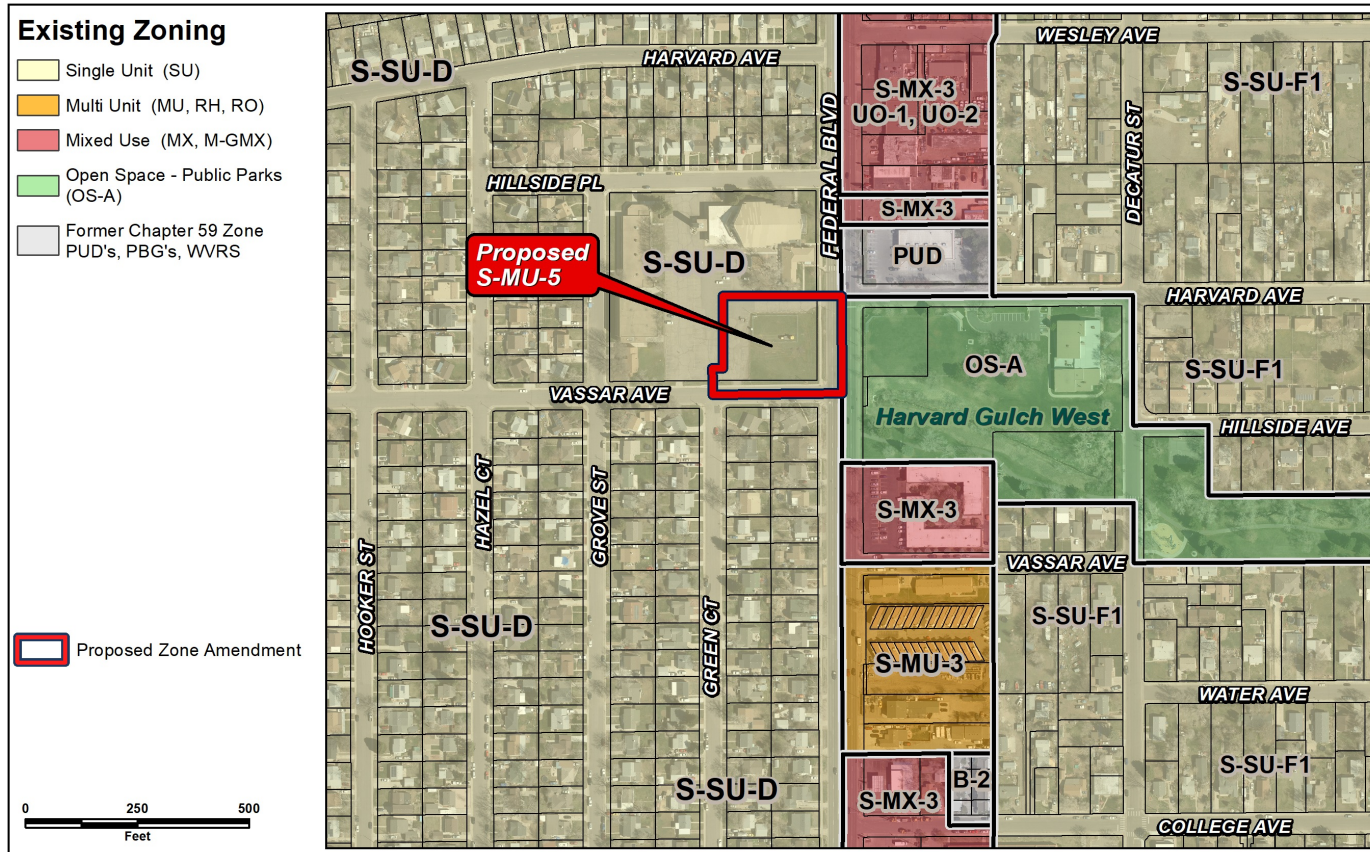 Existing Zoning
Single Unit (SU)
Multi Unit (MU, RH, RO)
Mixed Use (MX, M-GMX)
Open Space - Public Parks
(OS-A)
Former Chapter 59 Zone
PUD's, PBG's, WVRS
Proposed Zone Amendment
0 250 500
Feet
HARVARD AVE
WESLEY AVE
S-SU-D
S-MX-3
UO-1, UO-2
S-SU-F1
FEDERAL BLVD
DECATUR ST
HILLSIDE PL
S-MX-3
Proposed
S-MU-5
S-SU-D
PUD
HARVARD AVE
OS-A
S-SU-F1
VASSAR AVE
Harvard Gulch West
HILLSIDE AVE
HAZEL CT
GROVE ST
S-MX-3
HOOKER ST
VASSAR AVE
S-SU-D
GREEN CT
S-SU-F1
S-MU-3
WATER AVE
S-SU-D
B-2
S-SU-F1
S-MX-3
COLLEGE AVE